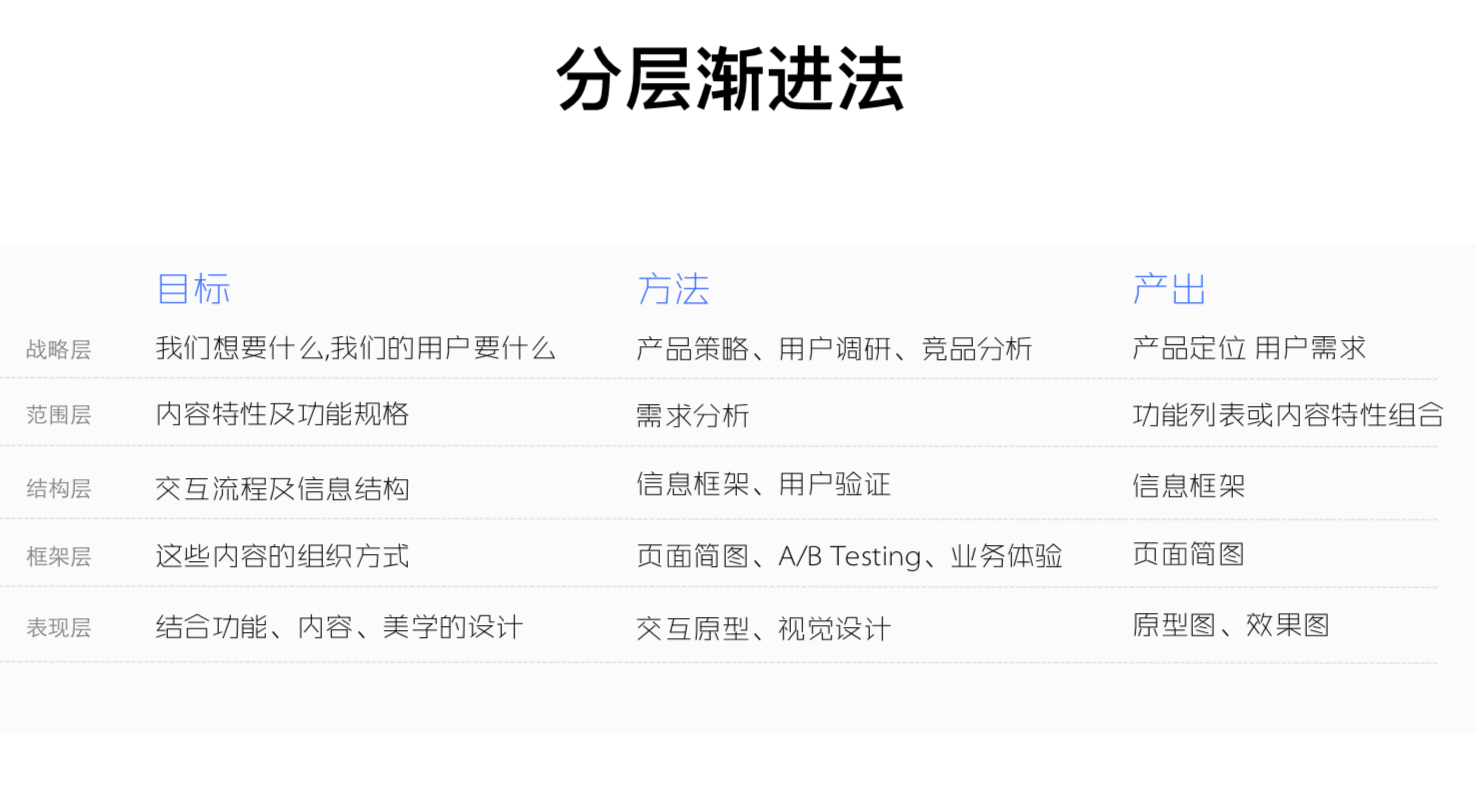 分层渐进法
目标 方法 产出
战略层 我们想要什么,我们的用户要什么 产品策略、用户调研、竞品分析 产品定位 用户需求
范围层 内容特性及功能规格 需求分析 功能列表或内容特性组合
结构层 交互流程及信息结构 信息框架、用户验证 信息框架
框架层 这些内容的组织方式 页面简图、A/B Testing、业务体验 页面简图
表现层 结合功能、内容、美学的设计 交互原型、视觉设计 原型图、效果图